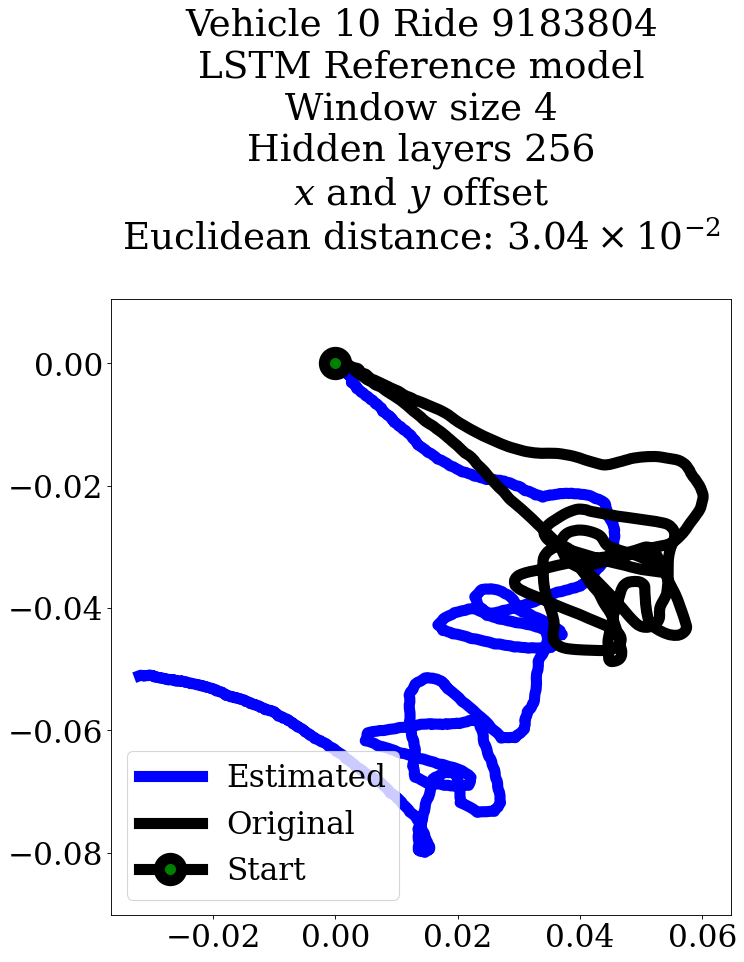 Vehicle 10 Ride 9183804
LSTM Reference model
Window size 4
Hidden layers 256
x and y offset
Euclidean distance: 3.04 × 10⁻²
0.00
−0.02
−0.04
−0.06
−0.08
Estimated
Original
Start
−0.02 0.00 0.02 0.04 0.06